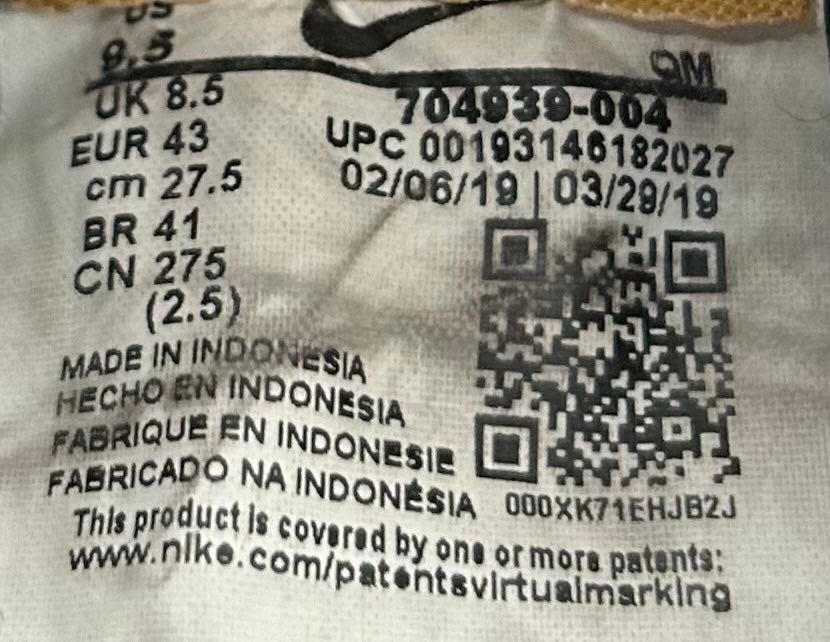 US
9.5
UK 8.5
EUR 43
cm 27.5
BR 41
CN 275
(2.5)
QM
704939-004
UPC 00193146182027
02/06/19 | 03/29/19
MADE IN INDONESIA
HECHO EN INDONESIA
FABRIQUE EN INDONESIE
FABRICADO NA INDONÉSIA
000XK71EHJB2J
This product is covered by one or more patents:
www.nike.com/patentsvirtualmarking